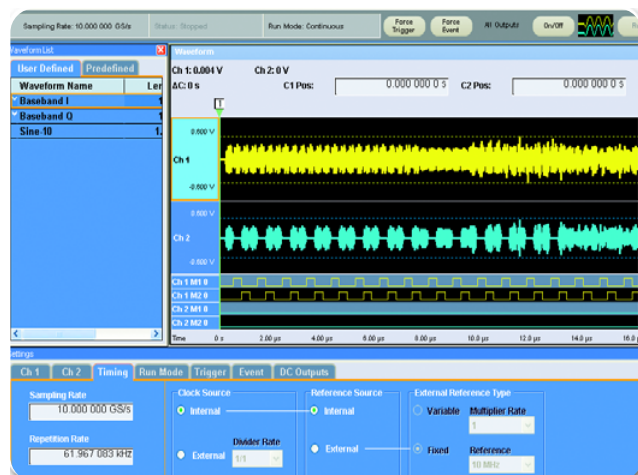 Sampling Rate: 10.000 000 GS/s Status: Stopped Run Mode: Continuous Force Trigger Force Event All Outputs On/Off
Waveform List
User Defined Predefined
Waveform Name Ler
Baseband I 1
Baseband Q 1
Sine-10 1.
Waveform
Ch 1: 0.004 V Ch 2: 0 V
ΔC: 0 s C1 Pos: 0.000 000 0 s C2 Pos: 0.000 000 0 s
T
0.600 V
Ch 1
-0.600 V
0.600 V
Ch 2
-0.600 V
Ch 1 M1 0
Ch 1 M2 0
Ch 2 M1 0
Ch 2 M2 0
Time 0 s 2.00 µs 4.00 µs 6.00 µs 8.00 µs 10.0 µs 12.0 µs 14.0 µs 16.0
ettings
Ch 1 Ch 2 Timing Run Mode Trigger Event DC Outputs
Sampling Rate
10.000 000 GS/s
Repetition Rate
61.967 083 kHz
Clock Source
Internal
External
Divider Rate
1/1
Reference Source
Internal
External
External Reference Type
Variable
Fixed
Multiplier Rate
1
Reference
10 MHz